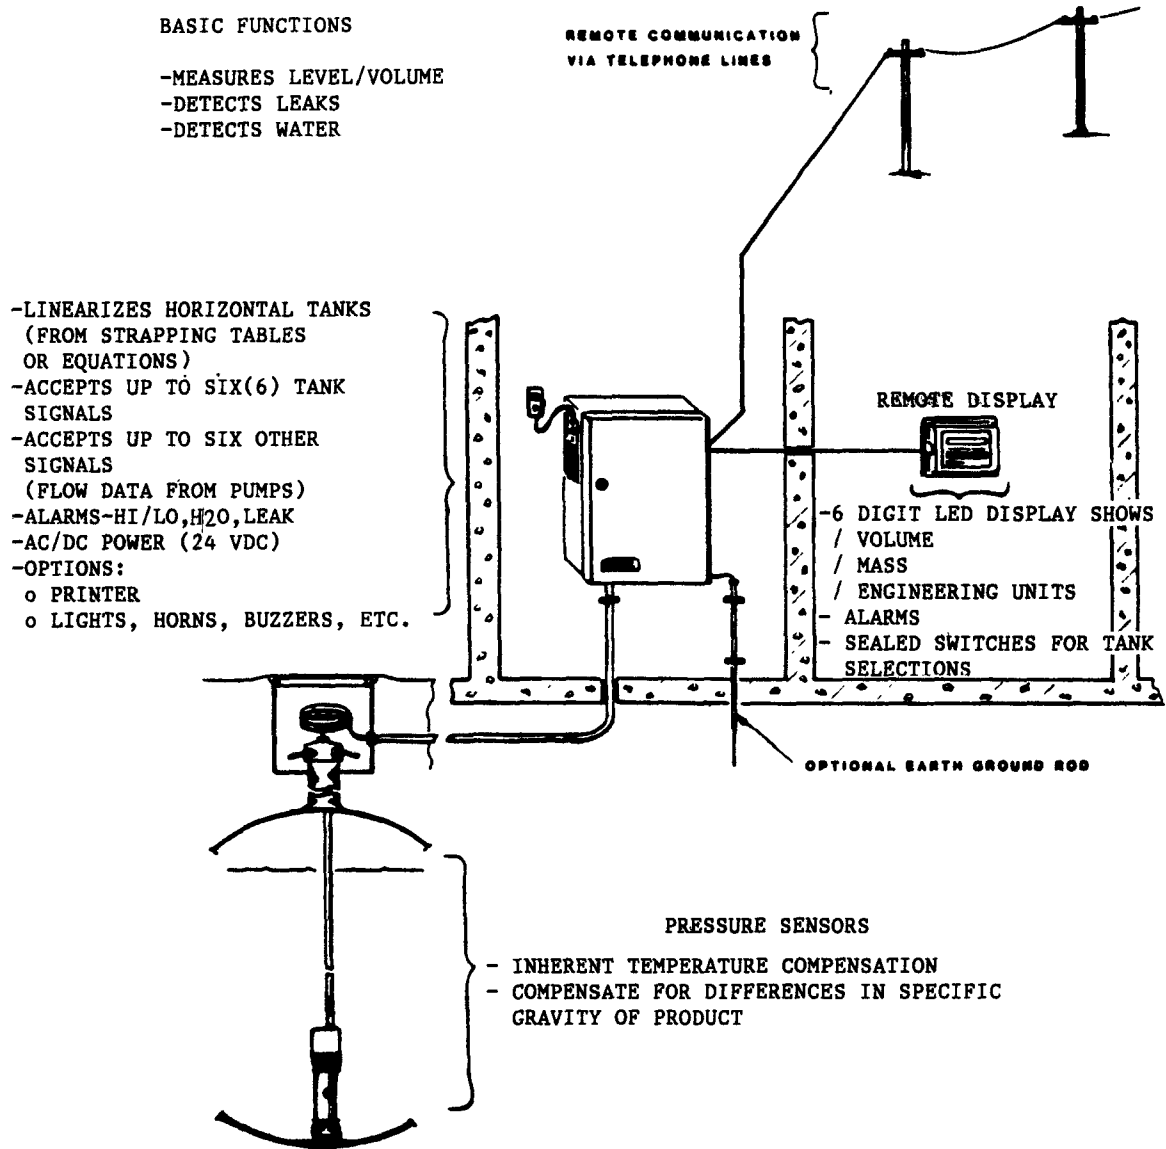 BASIC FUNCTIONS
-MEASURES LEVEL/VOLUME
-DETECTS LEAKS
-DETECTS WATER
REMOTE COMMUNICATION
VIA TELEPHONE LINES
-LINEARIZES HORIZONTAL TANKS
(FROM STRAPPING TABLES
OR EQUATIONS)
-ACCEPTS UP TO SIX(6) TANK
SIGNALS
-ACCEPTS UP TO SIX OTHER
SIGNALS
(FLOW DATA FROM PUMPS)
-ALARMS-HI/LO,H2O,LEAK
-AC/DC POWER (24 VDC)
-OPTIONS:
o PRINTER
o LIGHTS, HORNS, BUZZERS, ETC.
REMOTE DISPLAY
-6 DIGIT LED DISPLAY SHOWS
/ VOLUME
/ MASS
/ ENGINEERING UNITS
- ALARMS
- SEALED SWITCHES FOR TANK
SELECTIONS
OPTIONAL EARTH GROUND ROD
PRESSURE SENSORS
- INHERENT TEMPERATURE COMPENSATION
- COMPENSATE FOR DIFFERENCES IN SPECIFIC
GRAVITY OF PRODUCT